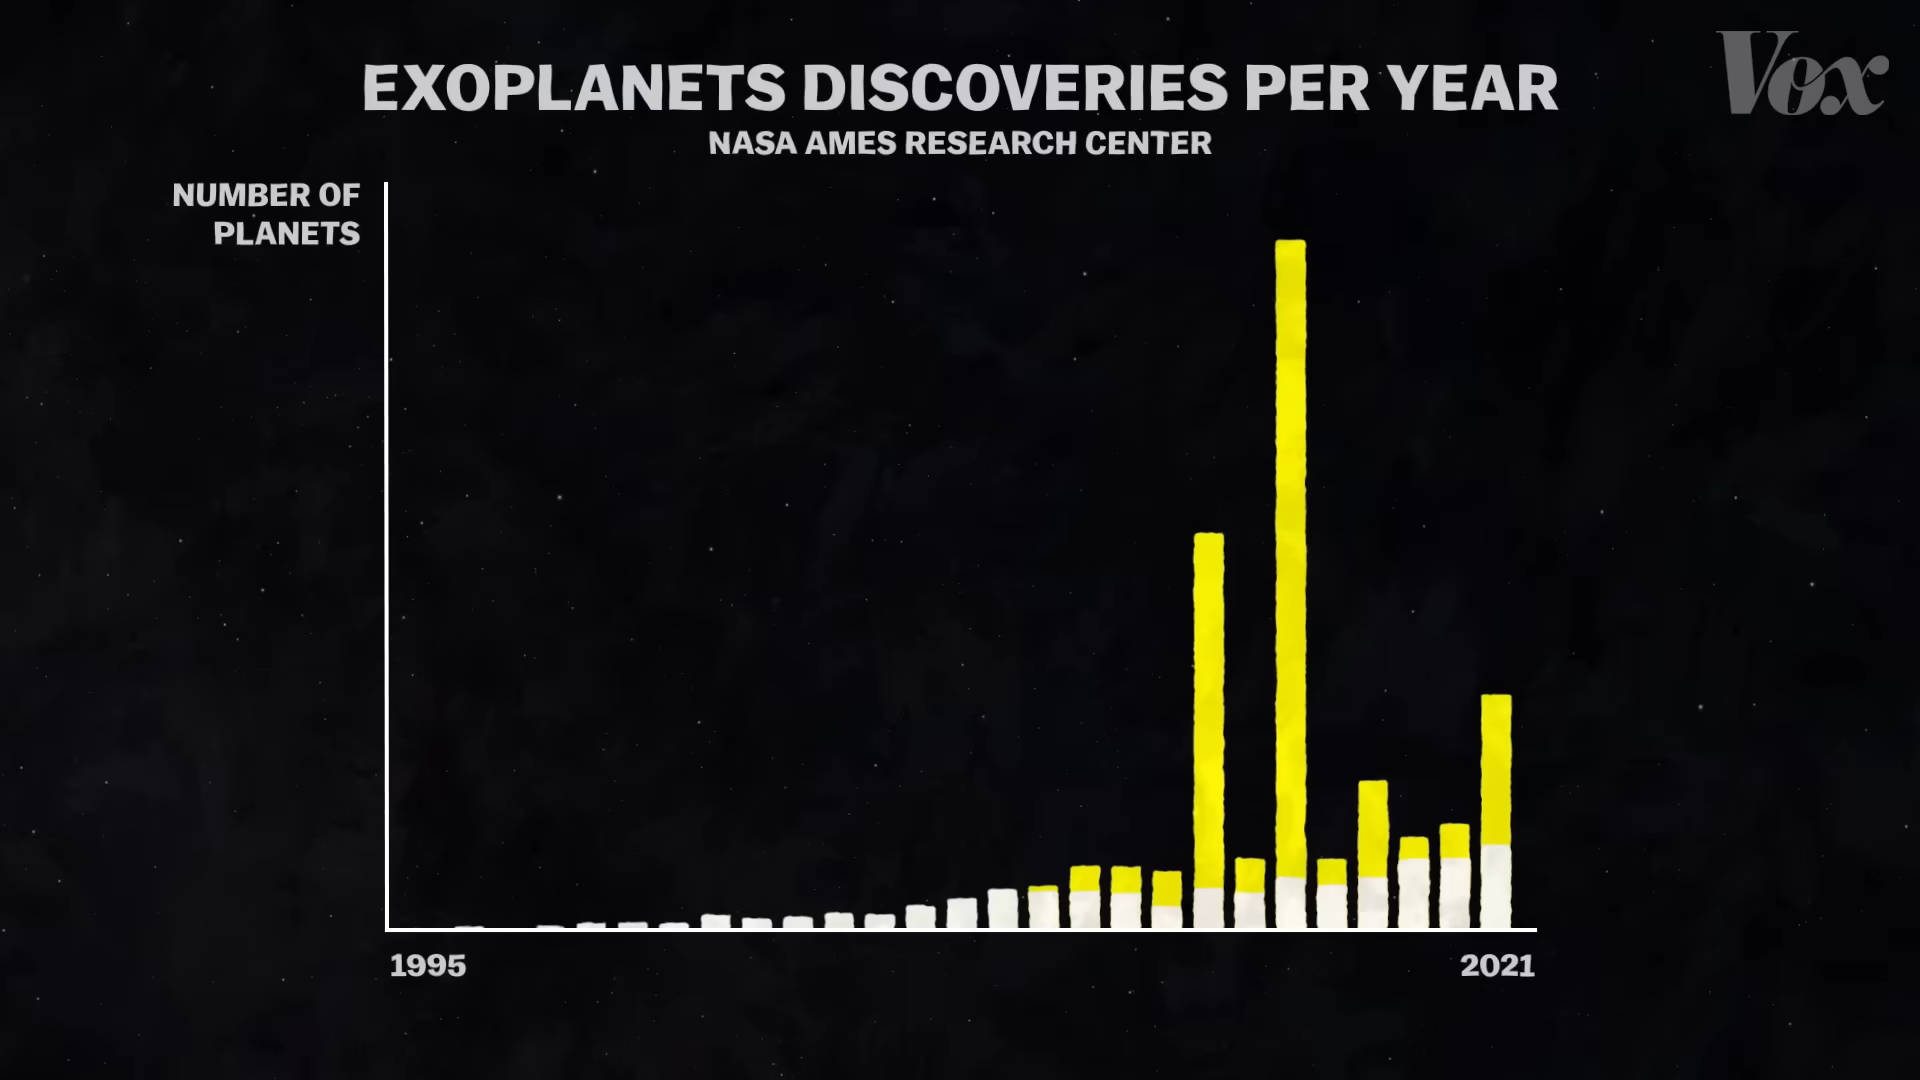 Vox
EXOPLANETS DISCOVERIES PER YEAR
NASA AMES RESEARCH CENTER
NUMBER OF
PLANETS
1995
2021